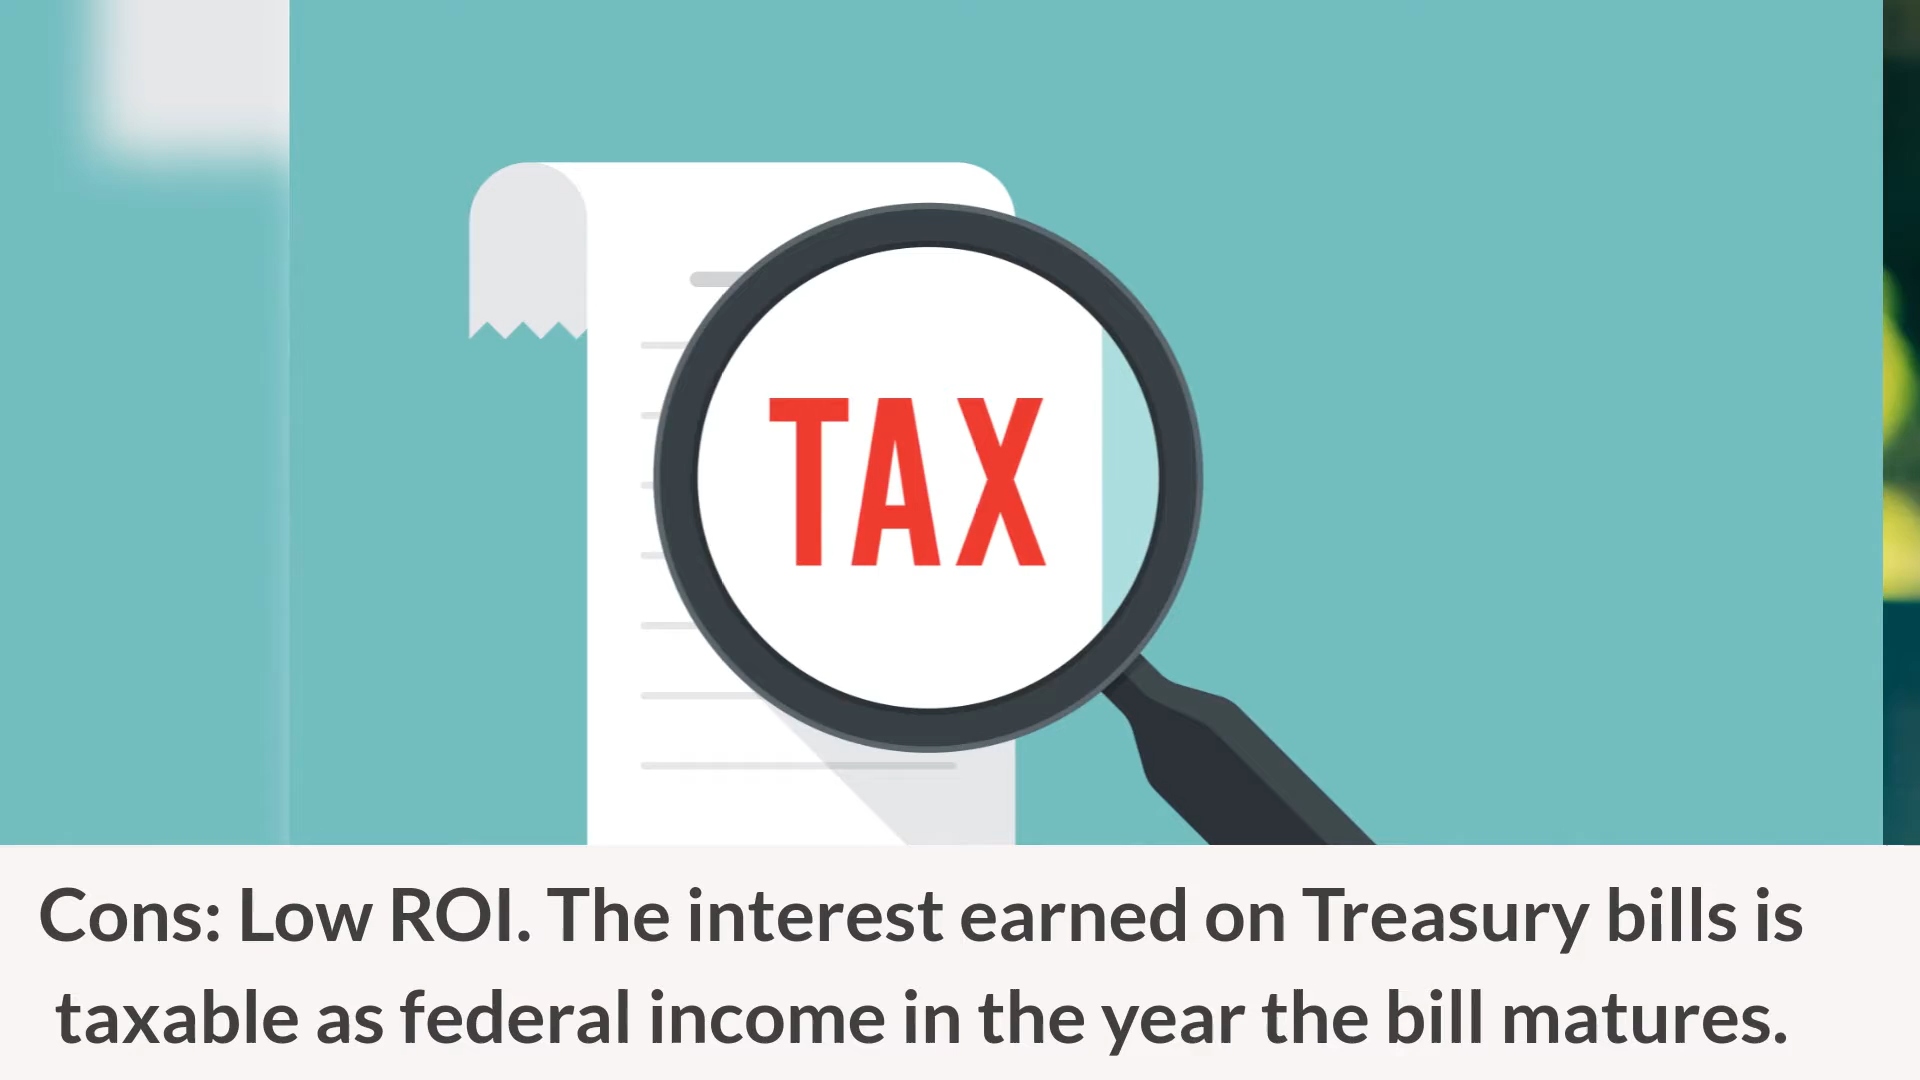 TAX
Cons: Low ROI. The interest earned on Treasury bills is
taxable as federal income in the year the bill matures.